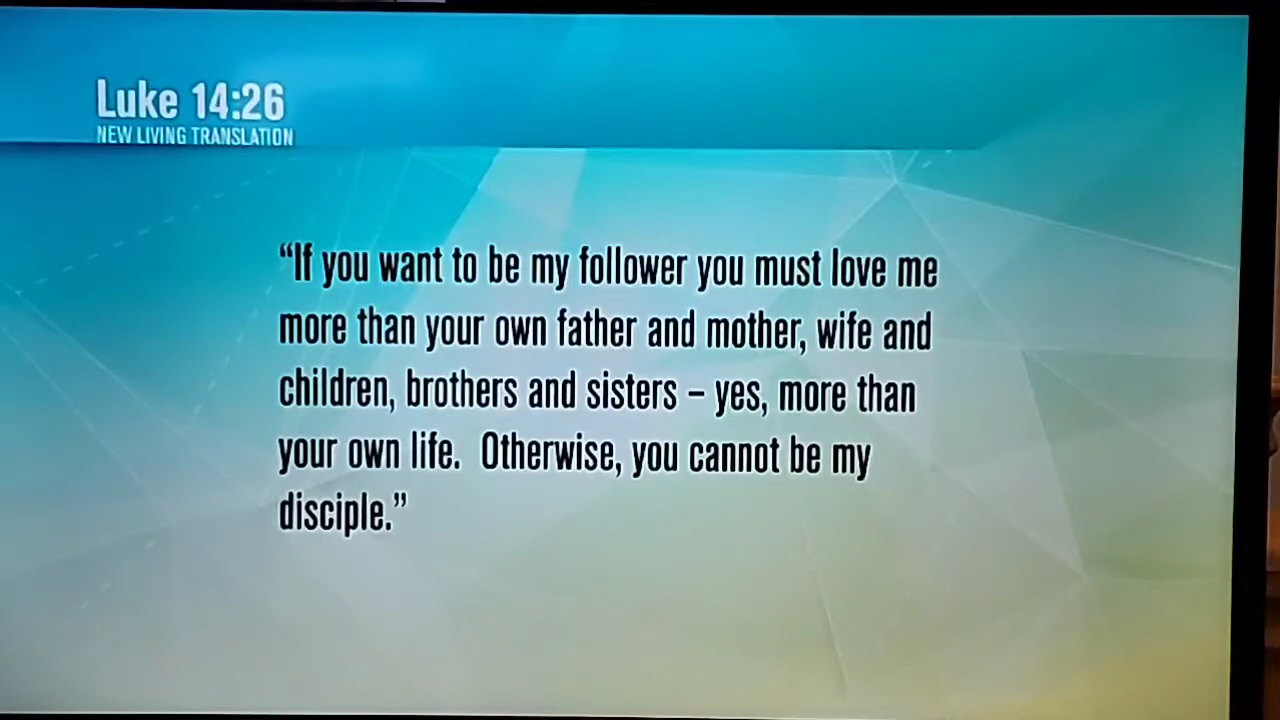 Luke 14:26
NEW LIVING TRANSLATION
“If you want to be my follower you must love me
more than your own father and mother, wife and
children, brothers and sisters – yes, more than
your own life.  Otherwise, you cannot be my
disciple.”